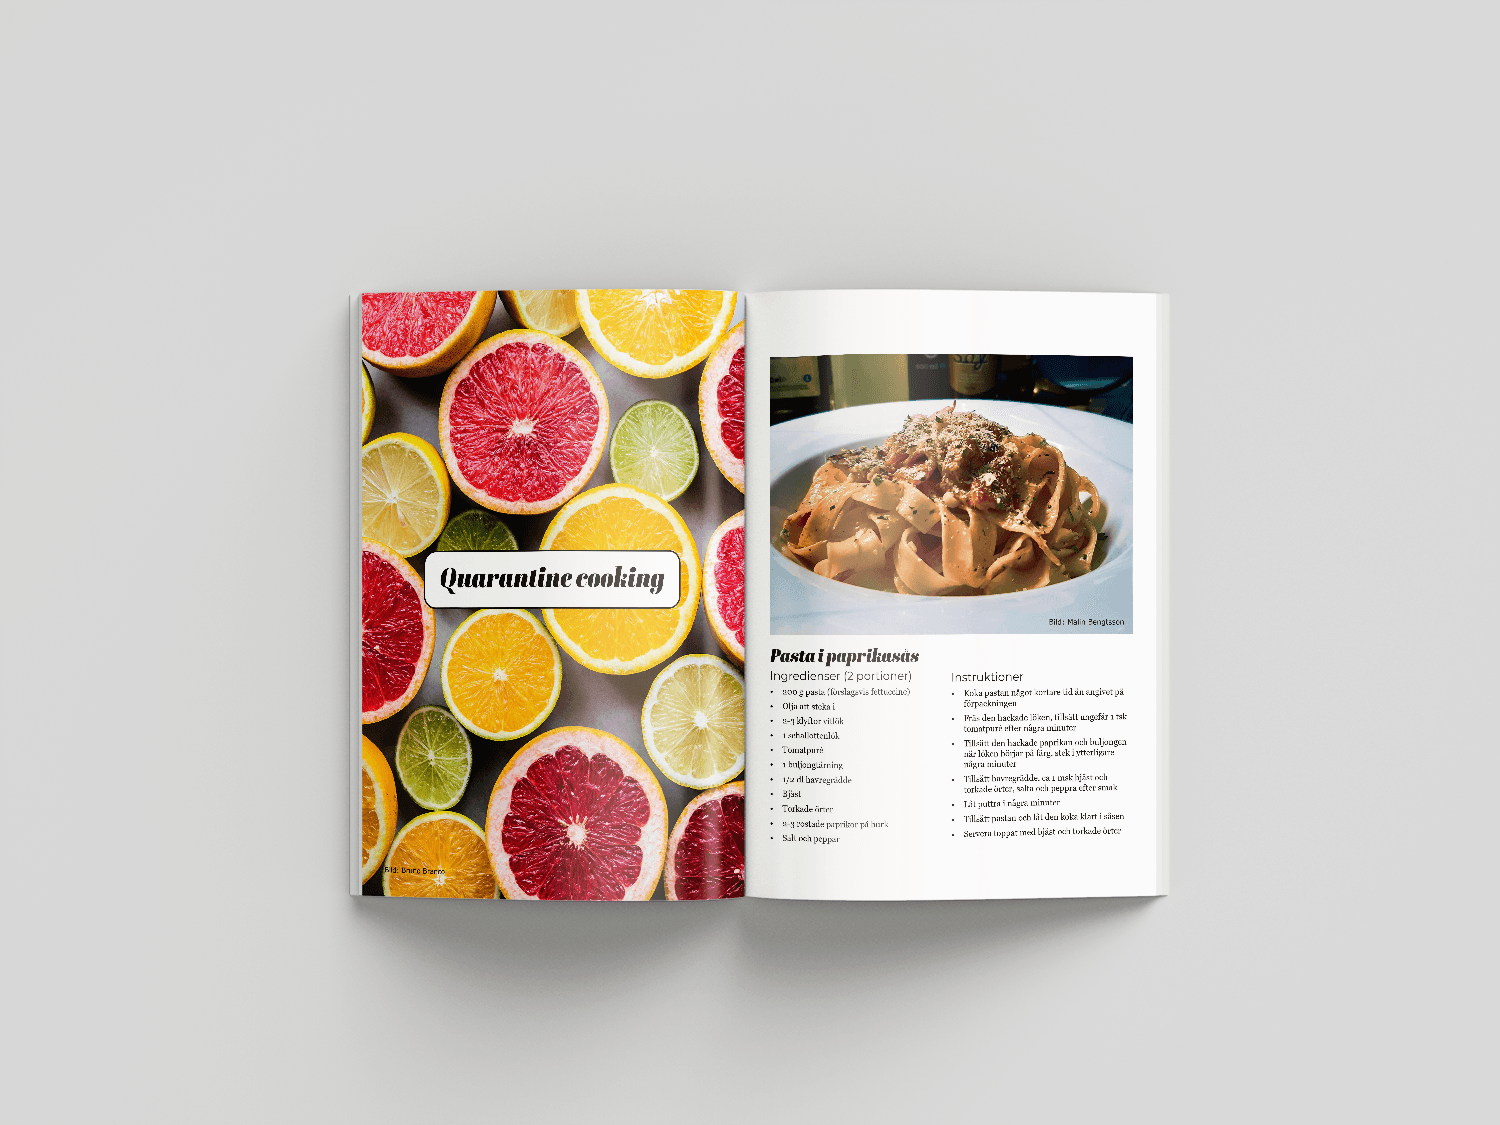 Quarantine cooking
Bild: Bruno Branco
Bild: Malin Bengtsson
Pasta i paprikasås
Ingredienser (2 portioner)
• 200 g pasta (förslagsvis fettuccine)
• Olja att steka i
• 2-3 klyftor vitlök
• 1 schallottenlök
• Tomatpuré
• 1 buljongtärning
• 1/2 dl havregrädde
• Bjäst
• Torkade örter
• 2-3 rostade paprikor på burk
• Salt och peppar
Instruktioner
• Koka pastan något kortare tid än angivet på
förpackningen
• Fräs den hackade löken, tillsätt ungefär 1 tsk
tomatpuré efter några minuter
• Tillsätt den hackade paprikan och buljongen
när löken börjar på färg, stek i ytterligare
några minuter
• Tillsätt havregrädde, ca 1 msk bjäst och
torkade örter, salta och peppra efter smak
• Låt puttra i några minuter
• Tillsätt pastan och låt den koka klart i såsen
• Servera toppat med bjäst och torkade örter